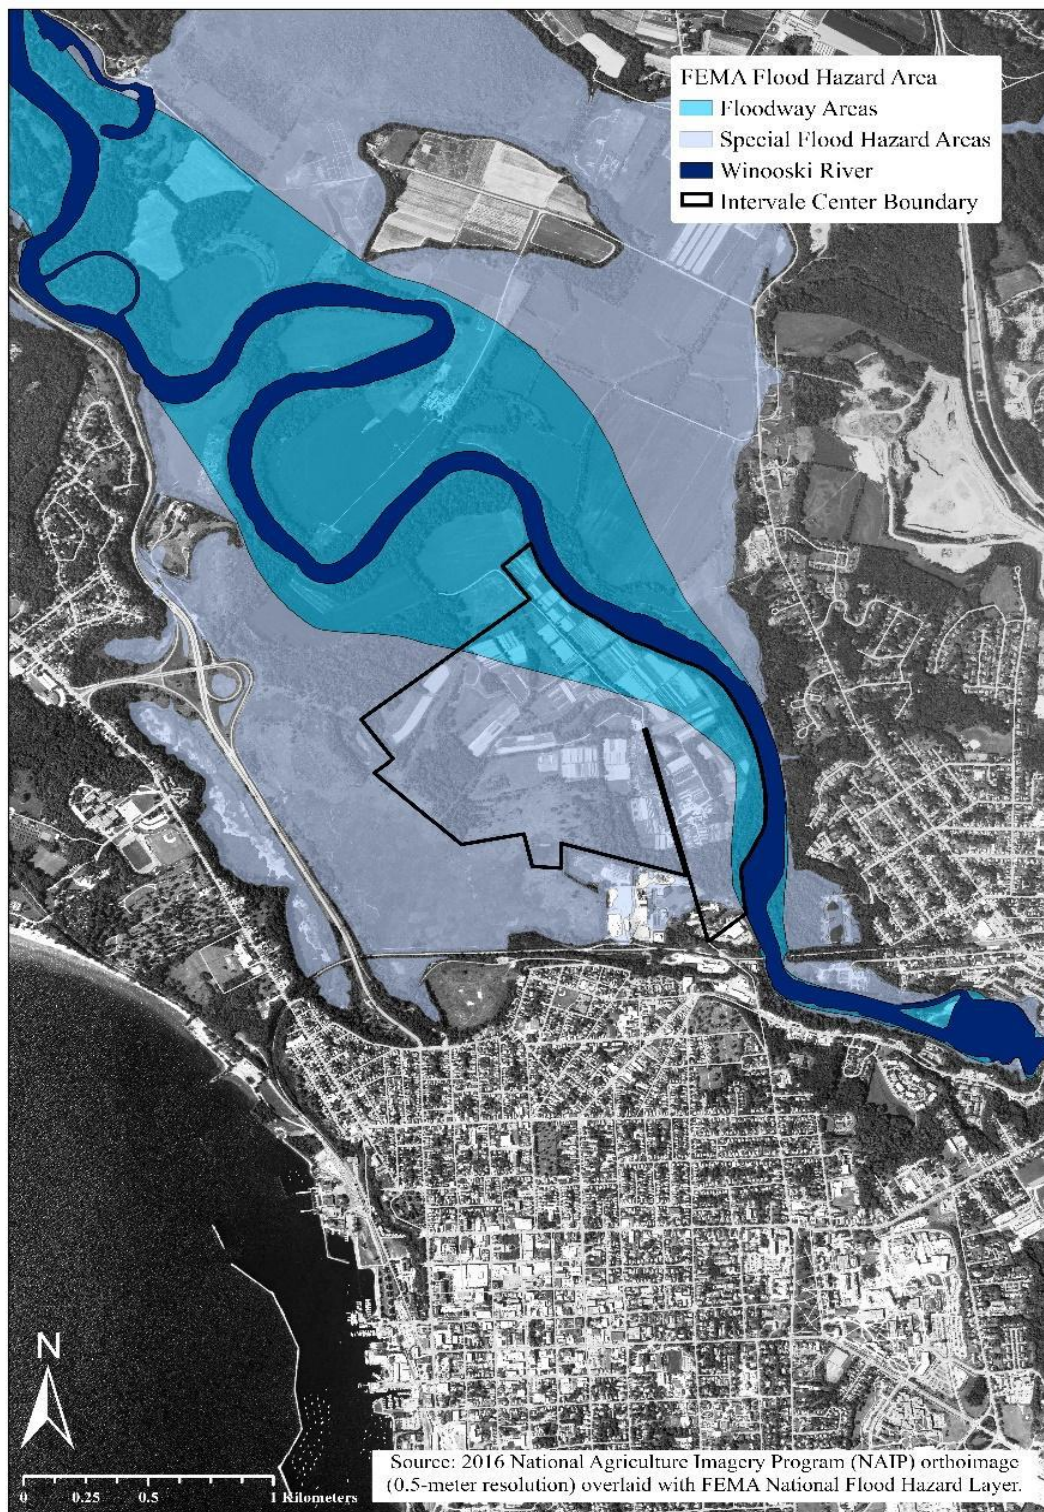 FEMA Flood Hazard Area
Floodway Areas
Special Flood Hazard Areas
Winooski River
Intervale Center Boundary
N
0 0.25 0.5 1 Kilometers
Source: 2016 National Agriculture Imagery Program (NAIP) orthoimage
(0.5-meter resolution) overlaid with FEMA National Flood Hazard Layer.